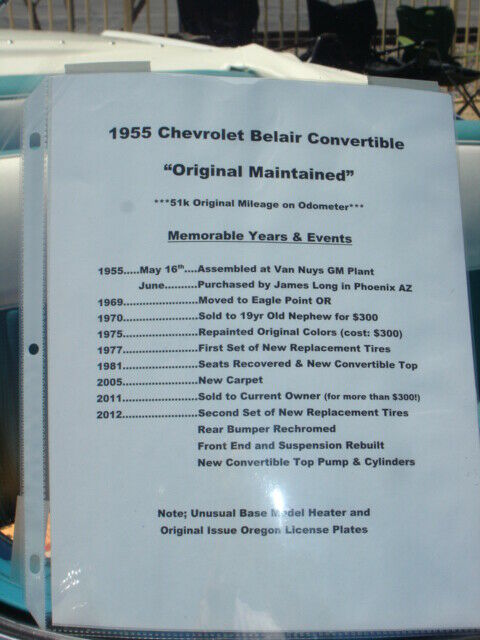 1955 Chevrolet Belair Convertible
“Original Maintained”
***51k Original Mileage on Odometer***
Memorable Years & Events
1955.....May 16th....Assembled at Van Nuys GM Plant
June.........Purchased by James Long in Phoenix AZ
1969......................Moved to Eagle Point OR
1970......................Sold to 19yr Old Nephew for $300
1975......................Repainted Original Colors (cost: $300)
1977......................First Set of New Replacement Tires
1981......................Seats Recovered & New Convertible Top
2005......................New Carpet
2011......................Sold to Current Owner (for more than $300!)
2012......................Second Set of New Replacement Tires
Rear Bumper Rechromed
Front End and Suspension Rebuilt
New Convertible Top Pump & Cylinders
Note; Unusual Base Model Heater and
Original Issue Oregon License Plates